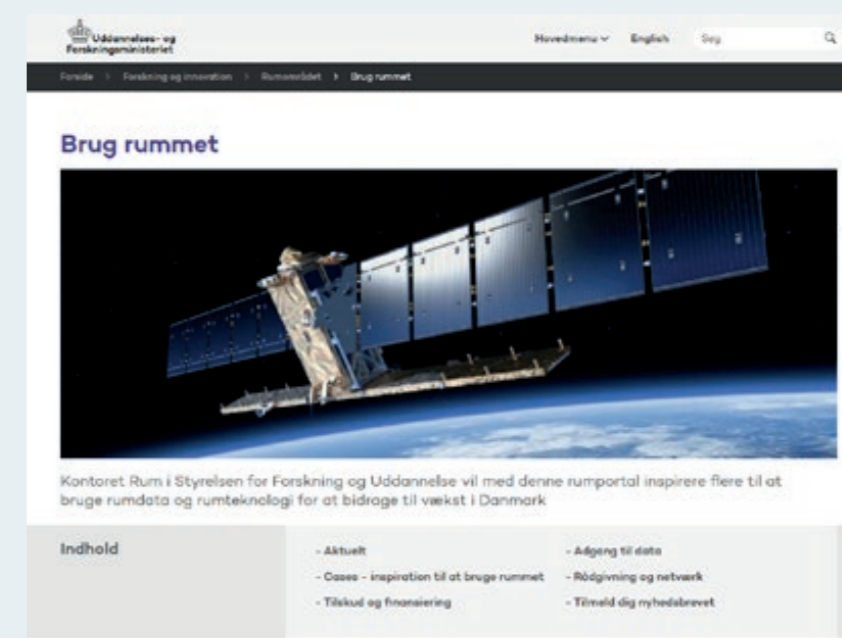 Uddannelses- og
Forskningsministeriet
Hovedmenu English Søg
Forside > Forskning og innovation > Rumområdet > Brug rummet
Brug rummet
Kontoret Rum i Styrelsen for Forskning og Uddannelse vil med denne rumportal inspirere flere til at
bruge rumdata og rumteknologi for at bidrage til vækst i Danmark
Indhold
- Aktuelt
- Cases - inspiration til at bruge rummet
- Tilskud og finansiering
- Adgang til data
- Rådgivning og netværk
- Tilmeld dig nyhedsbrevet